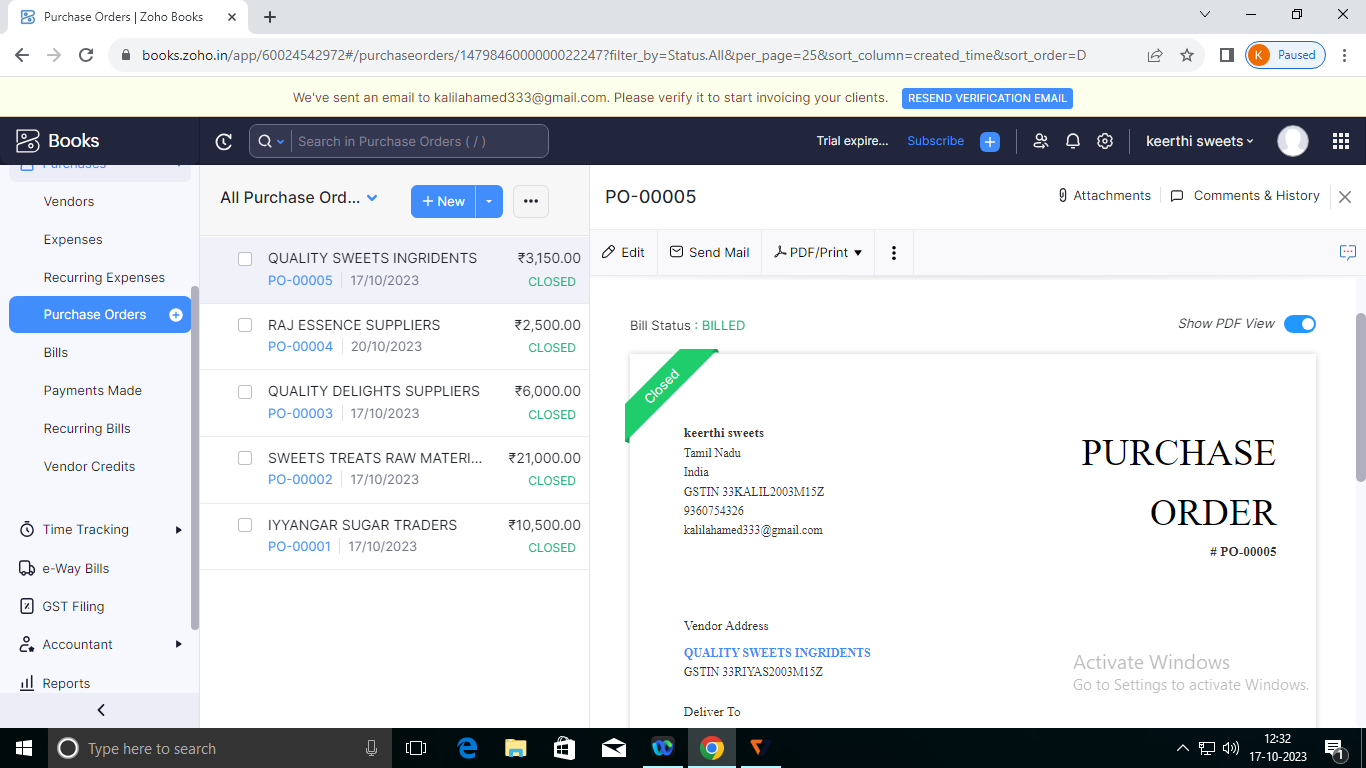 Purchase Orders | Zoho Books
books.zoho.in/app/60024542972#/purchaseorders/1479846000000022247?filter_by=Status.All&per_page=25&sort_column=created_time&sort_order=D
K Paused
We've sent an email to kalilahamed333@gmail.com. Please verify it to start invoicing your clients. RESEND VERIFICATION EMAIL
Books
Search in Purchase Orders ( / )
Trial expire... Subscribe
keerthi sweets
Purchases
Vendors
Expenses
Recurring Expenses
Purchase Orders
Bills
Payments Made
Recurring Bills
Vendor Credits
Time Tracking
e-Way Bills
GST Filing
Accountant
Reports
All Purchase Ord...
+ New
QUALITY SWEETS INGRIDENTS ₹3,150.00
PO-00005 17/10/2023 CLOSED
RAJ ESSENCE SUPPLIERS ₹2,500.00
PO-00004 20/10/2023 CLOSED
QUALITY DELIGHTS SUPPLIERS ₹6,000.00
PO-00003 17/10/2023 CLOSED
SWEETS TREATS RAW MATERI... ₹21,000.00
PO-00002 17/10/2023 CLOSED
IYYANGAR SUGAR TRADERS ₹10,500.00
PO-00001 17/10/2023 CLOSED
PO-00005
Attachments Comments & History
Edit Send Mail PDF/Print
Bill Status : BILLED
Show PDF View
Closed
keerthi sweets
Tamil Nadu
India
GSTIN 33KALIL2003M15Z
9360754326
kalilahamed333@gmail.com
PURCHASE
ORDER
# PO-00005
Vendor Address
QUALITY SWEETS INGRIDENTS
GSTIN 33RIYAS2003M15Z
Deliver To
Activate Windows
Go to Settings to activate Windows.
Type here to search
12:32
17-10-2023
1